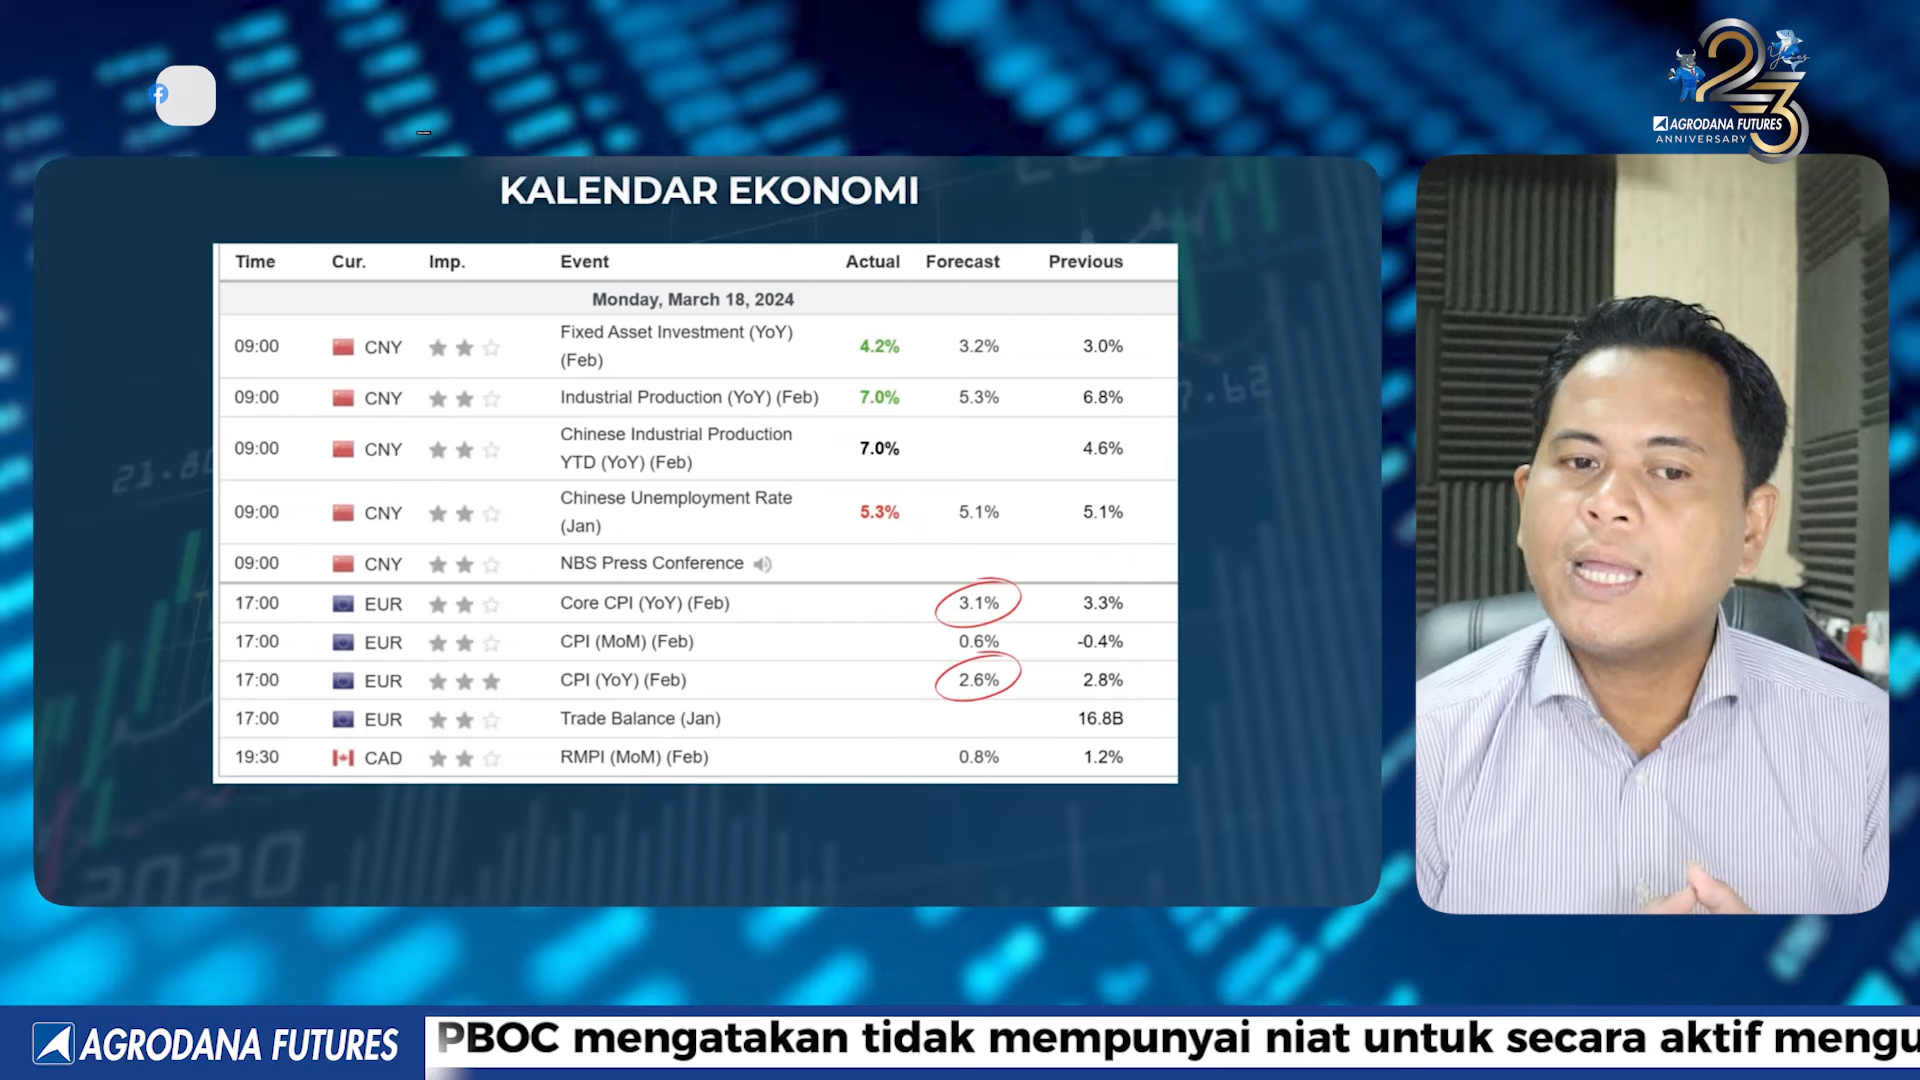 23 Years
AGRODANA FUTURES
ANNIVERSARY
KALENDAR EKONOMI
Time Cur. Imp. Event Actual Forecast Previous
Monday, March 18, 2024
09:00 CNY Fixed Asset Investment (YoY) (Feb) 4.2% 3.2% 3.0%
09:00 CNY Industrial Production (YoY) (Feb) 7.0% 5.3% 6.8%
09:00 CNY Chinese Industrial Production YTD (YoY) (Feb) 7.0% 4.6%
09:00 CNY Chinese Unemployment Rate (Jan) 5.3% 5.1% 5.1%
09:00 CNY NBS Press Conference
17:00 EUR Core CPI (YoY) (Feb) 3.1% 3.3%
17:00 EUR CPI (MoM) (Feb) 0.6% -0.4%
17:00 EUR CPI (YoY) (Feb) 2.6% 2.8%
17:00 EUR Trade Balance (Jan) 16.8B
19:30 CAD RMPI (MoM) (Feb) 0.8% 1.2%
2020
AGRODANA FUTURES
PBOC mengatakan tidak mempunyai niat untuk secara aktif mengu